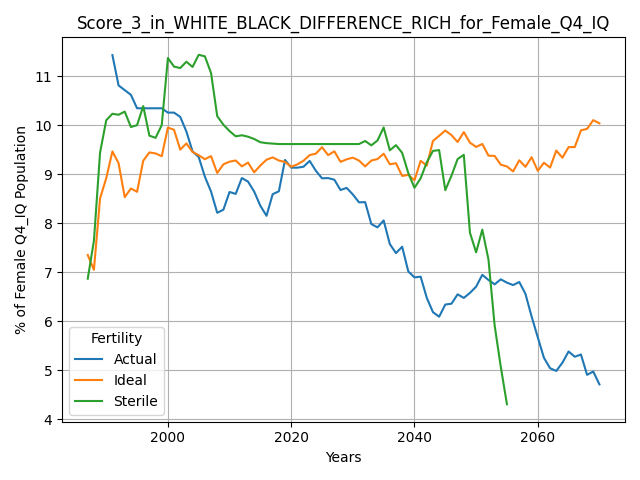 Score_3_in_WHITE_BLACK_DIFFERENCE_RICH_for_Female_Q4_IQ
% of Female Q4_IQ Population
11
10
9
8
7
6
5
4
Fertility
Actual
Ideal
Sterile
2000 2020 2040 2060
Years